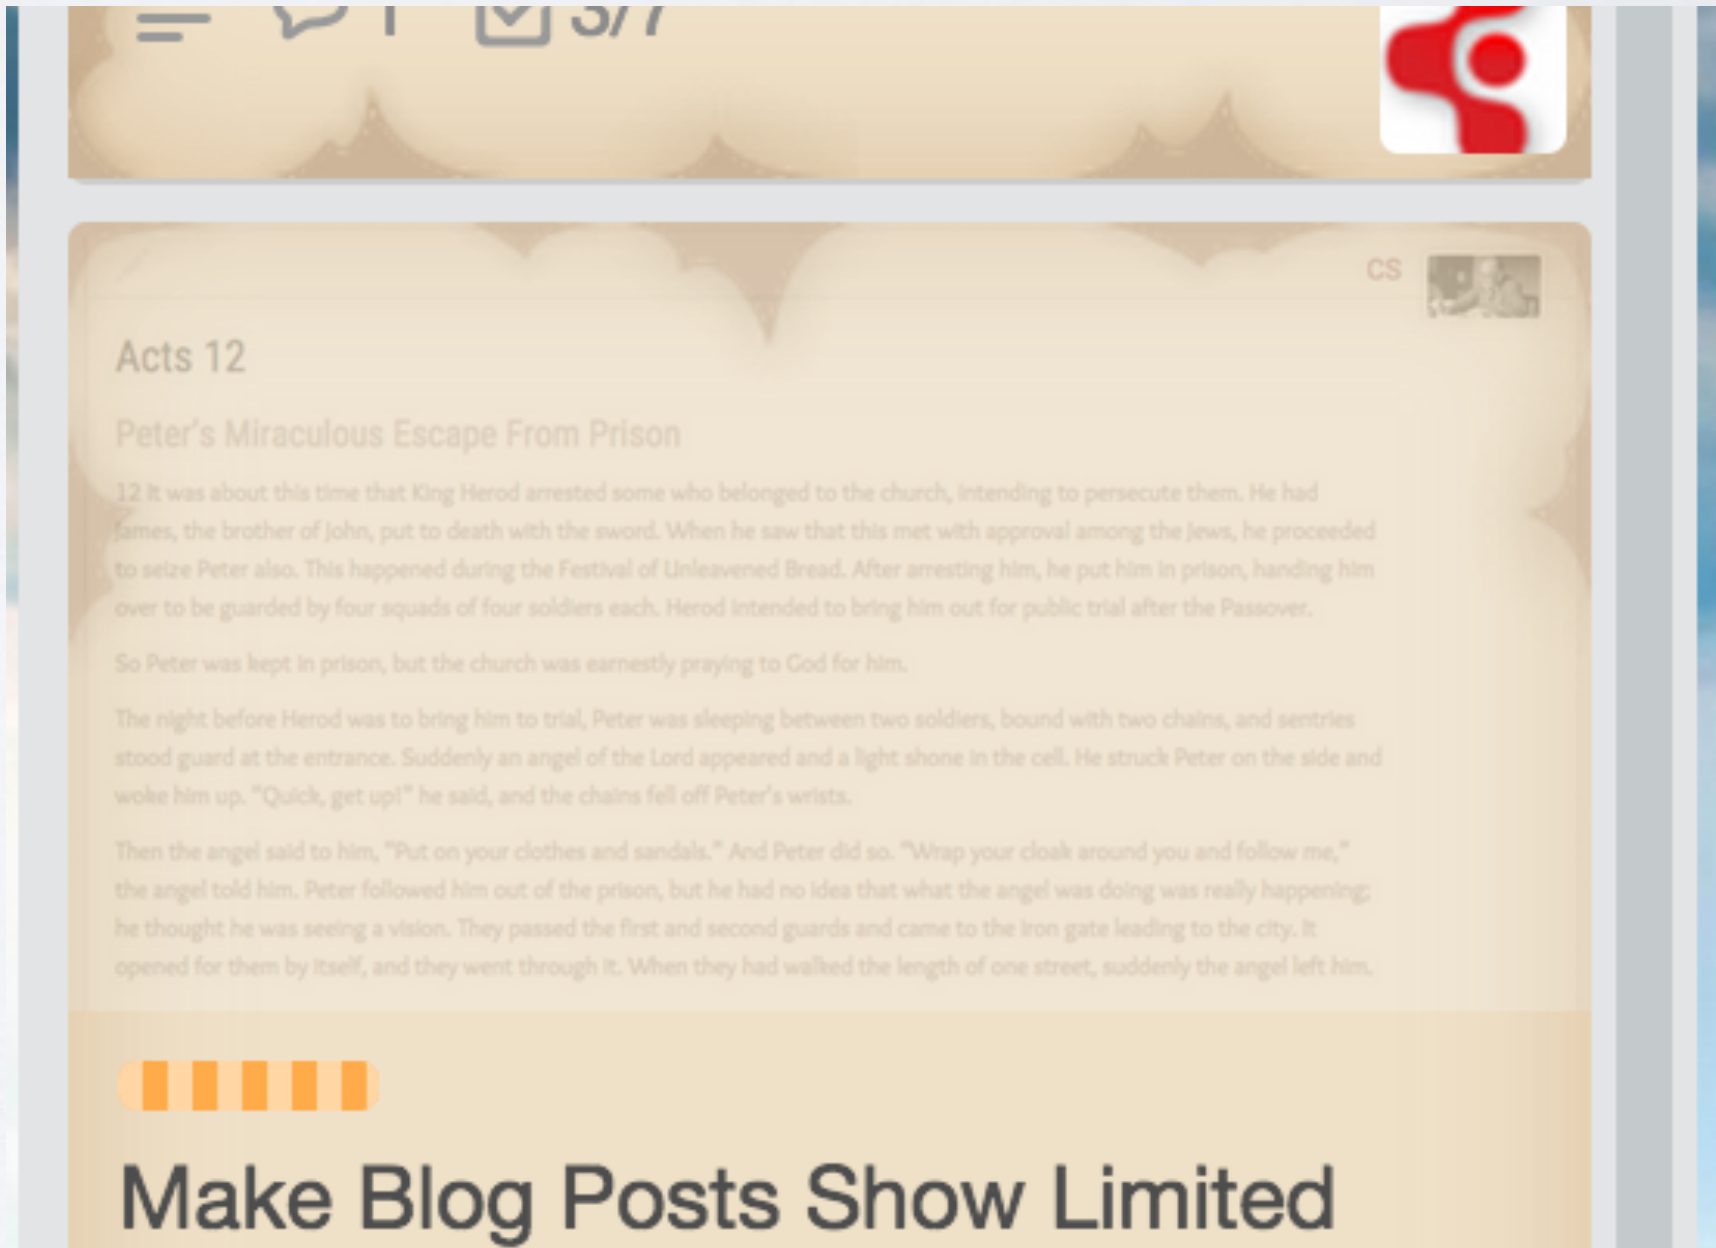 1
3/7
CS
Acts 12
Peter's Miraculous Escape From Prison
12 It was about this time that King Herod arrested some who belonged to the church, intending to persecute them. He had
James, the brother of John, put to death with the sword. When he saw that this met with approval among the Jews, he proceeded
to seize Peter also. This happened during the Festival of Unleavened Bread. After arresting him, he put him in prison, handing him
over to be guarded by four squads of four soldiers each. Herod intended to bring him out for public trial after the Passover.
So Peter was kept in prison, but the church was earnestly praying to God for him.
The night before Herod was to bring him to trial, Peter was sleeping between two soldiers, bound with two chains, and sentries
stood guard at the entrance. Suddenly an angel of the Lord appeared and a light shone in the cell. He struck Peter on the side and
woke him up. "Quick, get up!" he said, and the chains fell off Peter's wrists.
Then the angel said to him, "Put on your clothes and sandals." And Peter did so. "Wrap your cloak around you and follow me,"
the angel told him. Peter followed him out of the prison, but he had no idea that what the angel was doing was really happening;
he thought he was seeing a vision. They passed the first and second guards and came to the iron gate leading to the city. It
opened for them by itself, and they went through it. When they had walked the length of one street, suddenly the angel left him.
Make Blog Posts Show Limited